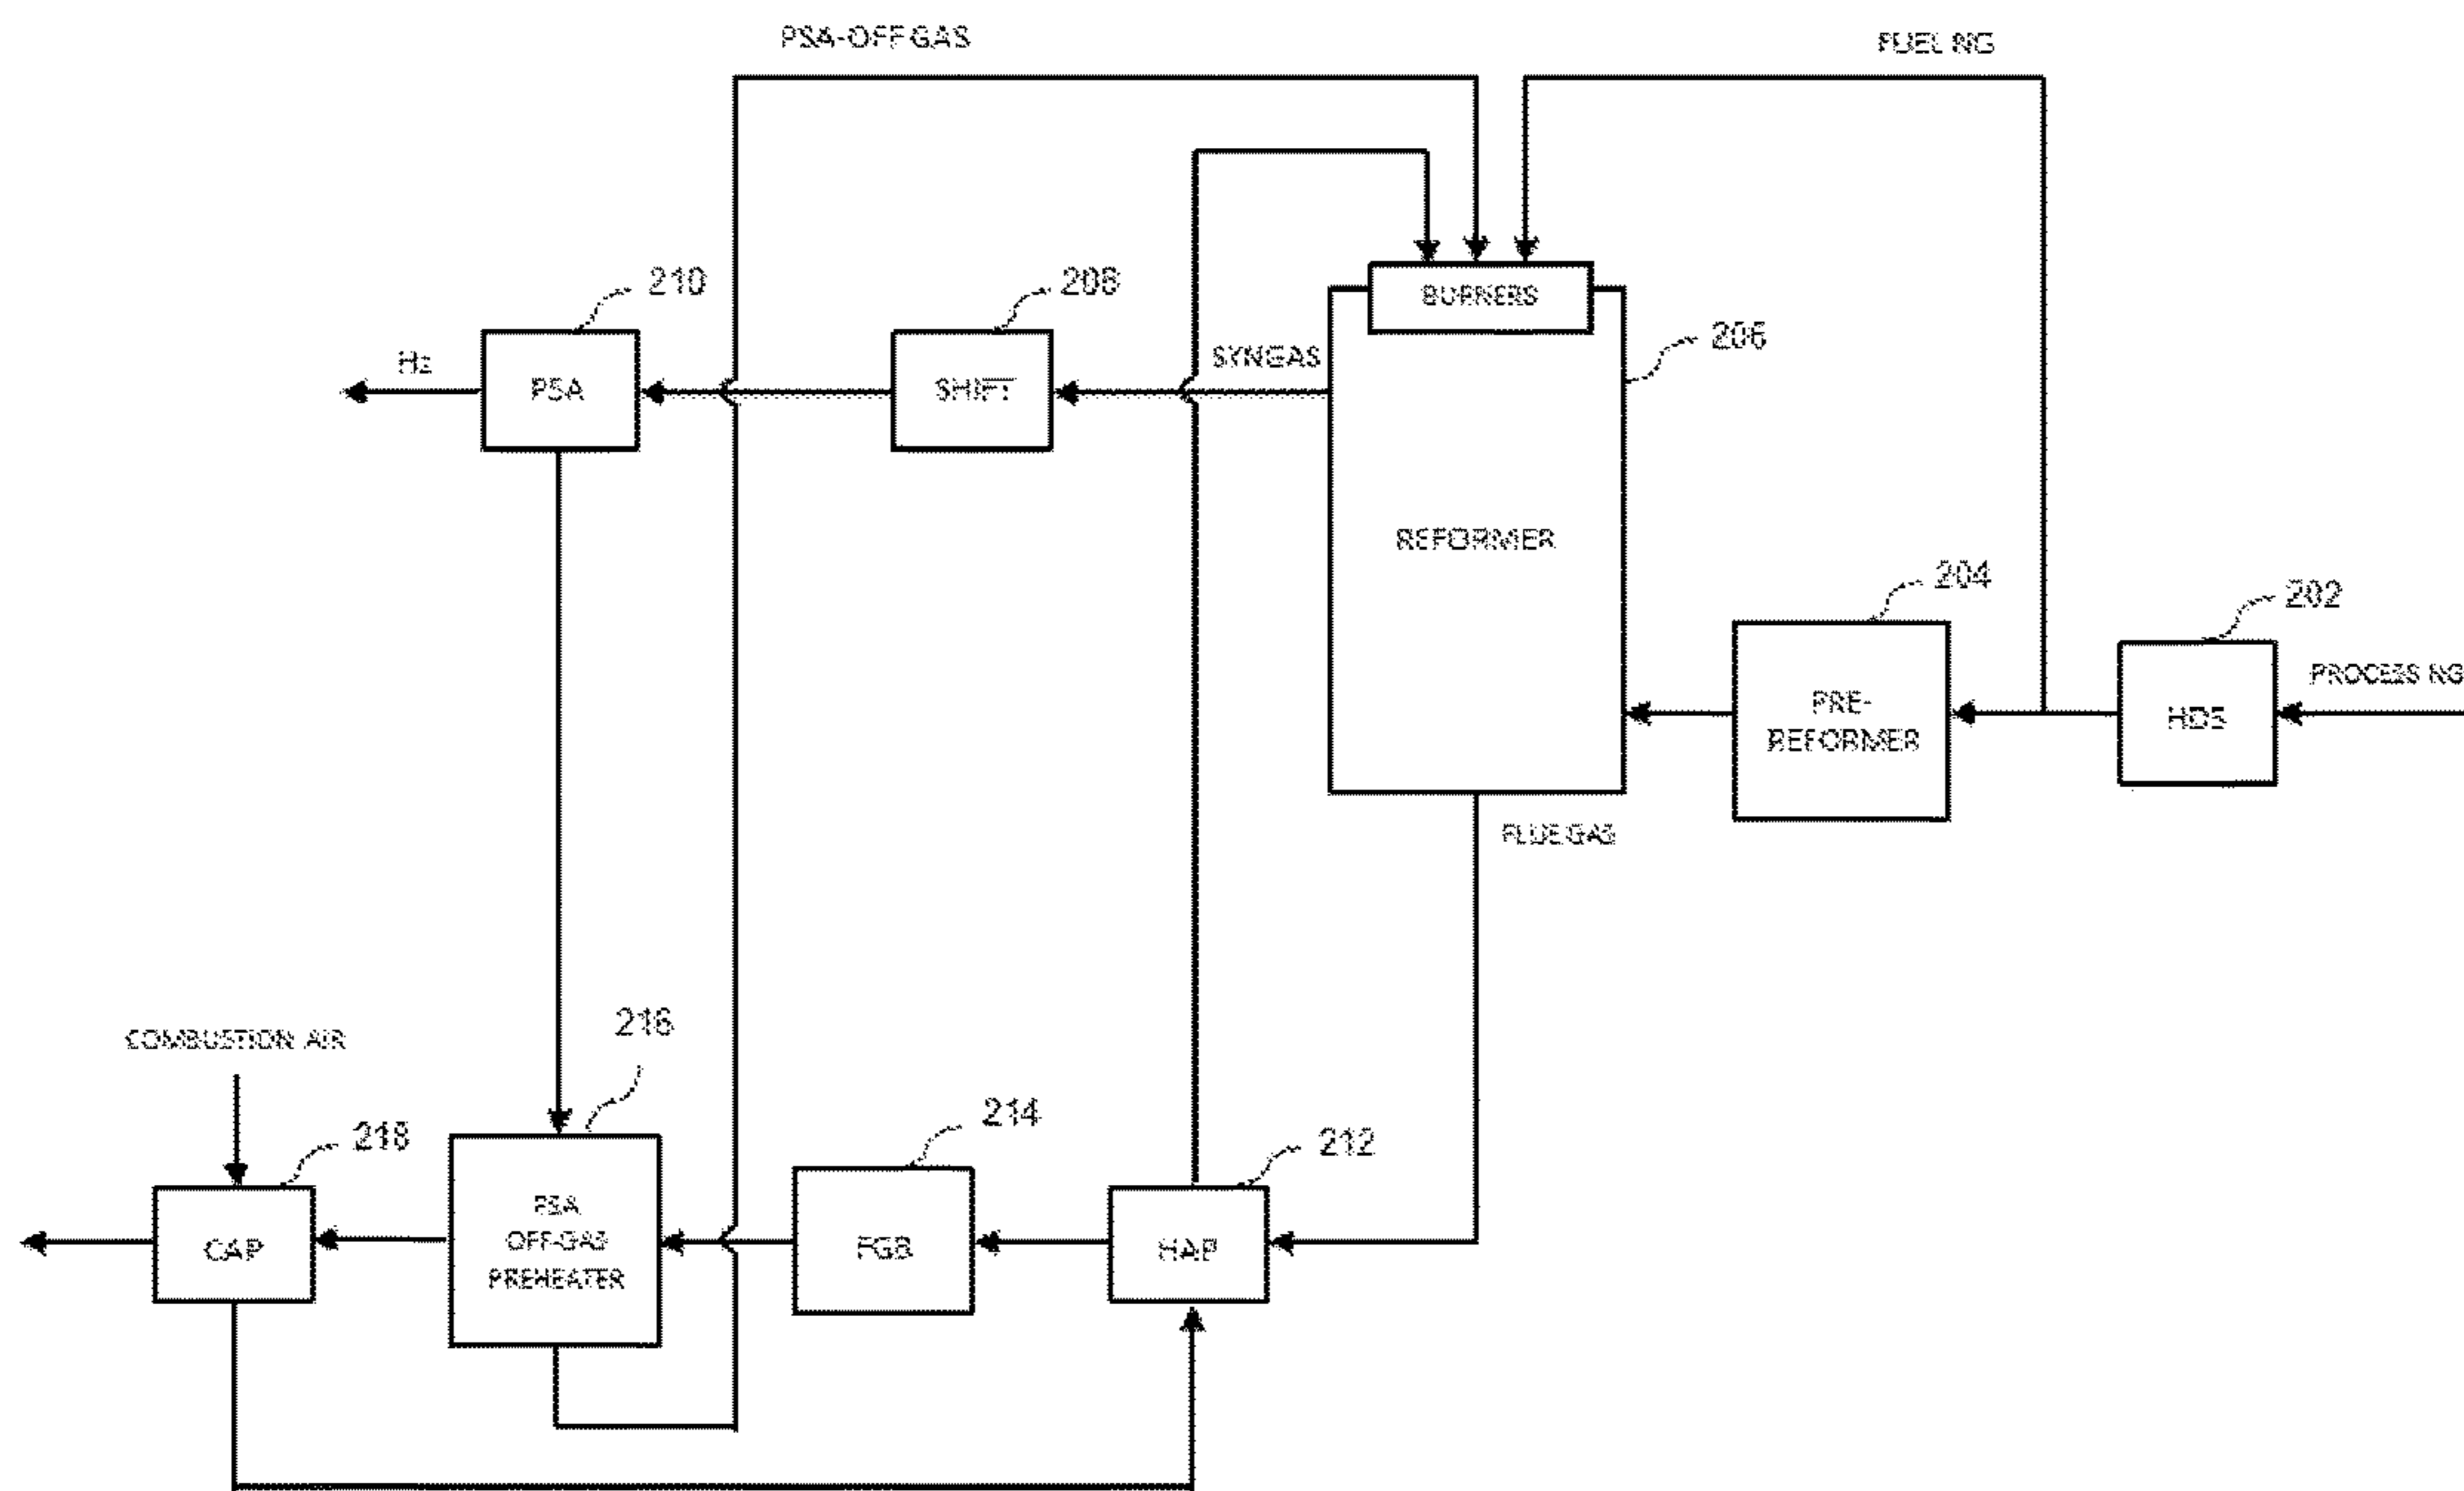 PSA-OFF GAS
FUEL NG
BURNERS
210
208
206
H2
PSA
SHIFT
SYNGAS
REFORMER
204
202
PROCESS NG
PRE-
REFORMER
HDS
FLUE GAS
COMBUSTION AIR
216
218
214
212
CAP
PSA
OFF-GAS
PREHEATER
FGB
HAP